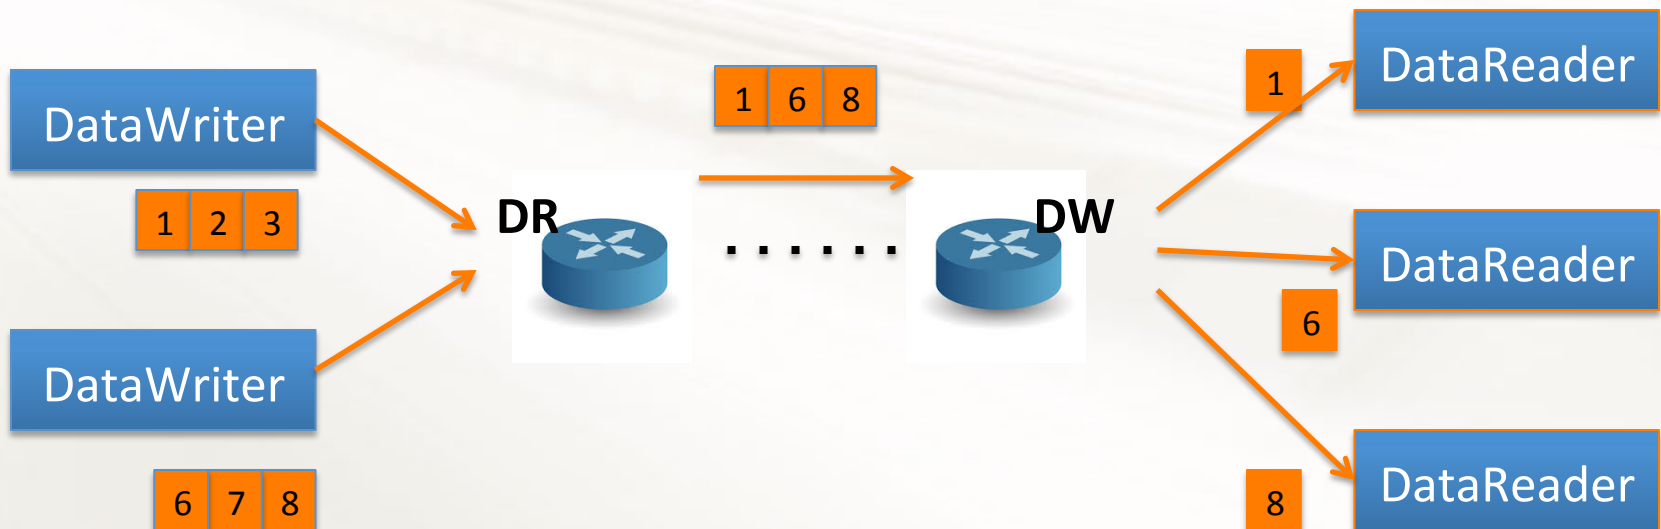 DataWriter
1 2 3
DataWriter
6 7 8
DR
1 6 8
......
DW
1
DataReader
6
DataReader
8
DataReader